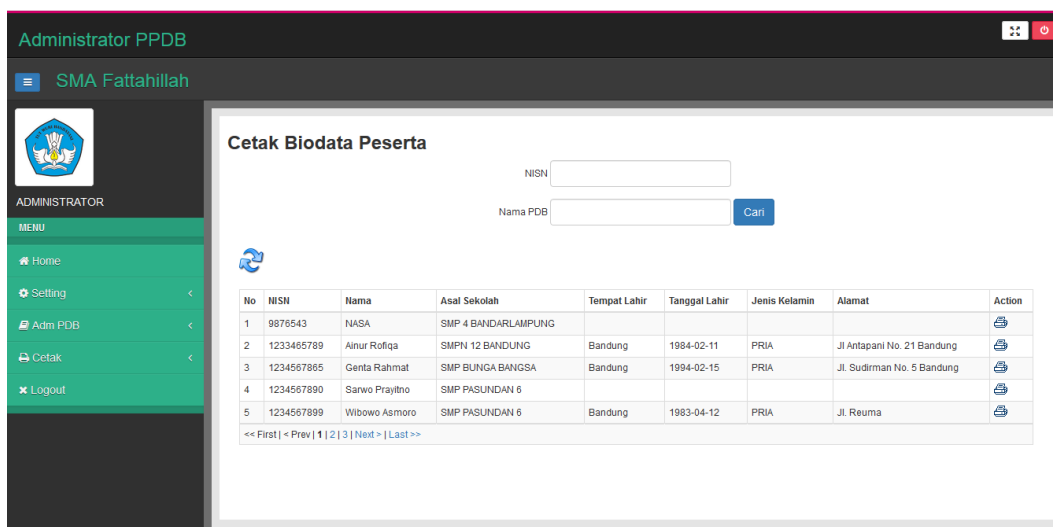 Administrator PPDB
SMA Fattahillah
ADMINISTRATOR
MENU
Home
Setting
Adm PDB
Cetak
Logout
Cetak Biodata Peserta
NISN
Nama PDB Cari
No NISN Nama Asal Sekolah Tempat Lahir Tanggal Lahir Jenis Kelamin Alamat Action
1 9876543 NASA SMP 4 BANDARLAMPUNG
2 1233465789 Ainur Rofiqa SMPN 12 BANDUNG Bandung 1984-02-11 PRIA Jl Antapani No. 21 Bandung
3 1234567865 Genta Rahmat SMP BUNGA BANGSA Bandung 1994-02-15 PRIA Jl. Sudirman No. 5 Bandung
4 1234567890 Sarwo Prayitno SMP PASUNDAN 6
5 1234567899 Wibowo Asmoro SMP PASUNDAN 6 Bandung 1983-04-12 PRIA Jl. Reuma
<< First | < Prev | 1 | 2 | 3 | Next > | Last >>